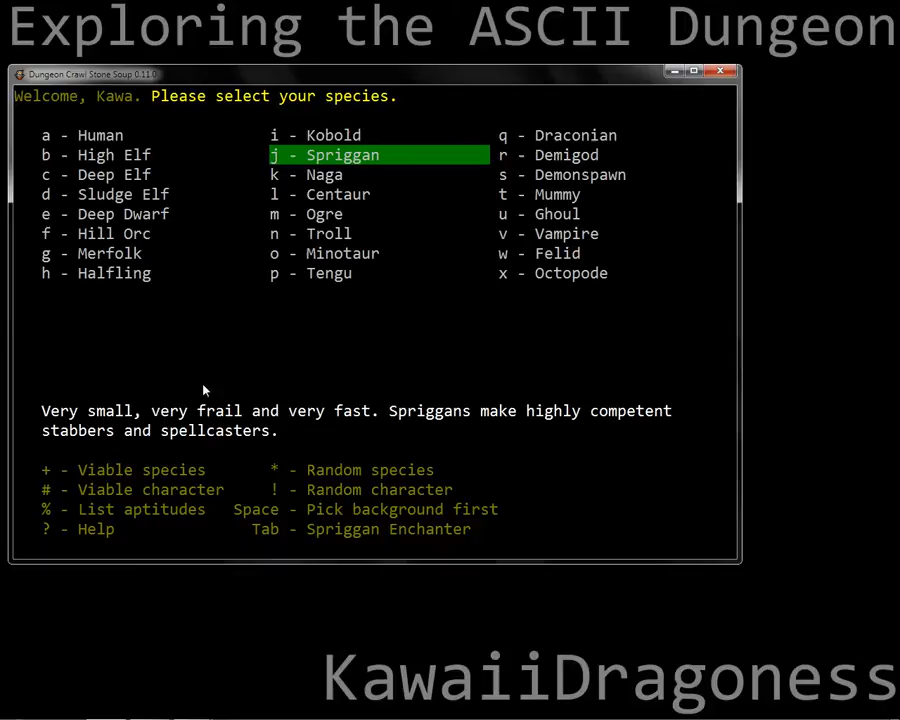 Exploring the ASCII Dungeon
Dungeon Crawl Stone Soup 0.11.0
Welcome, Kawa. Please select your species.
a - Human i - Kobold q - Draconian
b - High Elf j - Spriggan r - Demigod
c - Deep Elf k - Naga s - Demonspawn
d - Sludge Elf l - Centaur t - Mummy
e - Deep Dwarf m - Ogre u - Ghoul
f - Hill Orc n - Troll v - Vampire
g - Merfolk o - Minotaur w - Felid
h - Halfling p - Tengu x - Octopode
Very small, very frail and very fast. Spriggans make highly competent
stabbers and spellcasters.
+ - Viable species * - Random species
# - Viable character ! - Random character
% - List aptitudes Space - Pick background first
? - Help Tab - Spriggan Enchanter
KawaiiDragoness